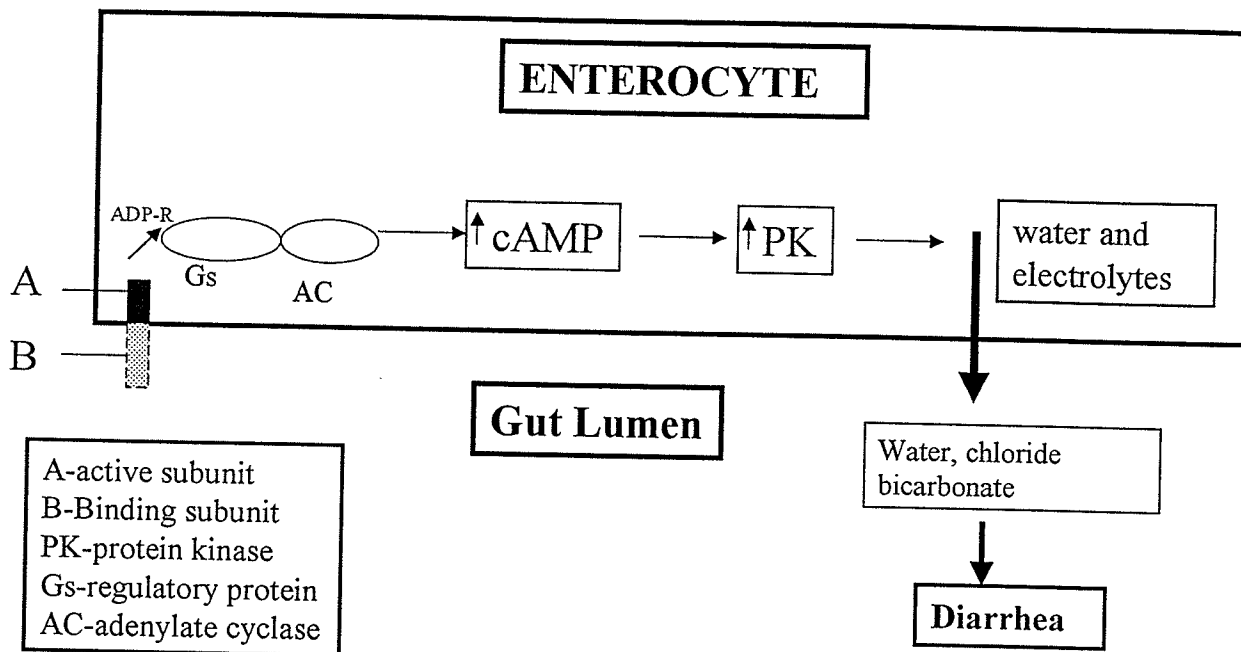 ENTEROCYTE
ADP-R
Gs
AC
↑cAMP
↑PK
water and
electrolytes
A
B
Gut Lumen
Water, chloride
bicarbonate
Diarrhea
A-active subunit
B-Binding subunit
PK-protein kinase
Gs-regulatory protein
AC-adenylate cyclase